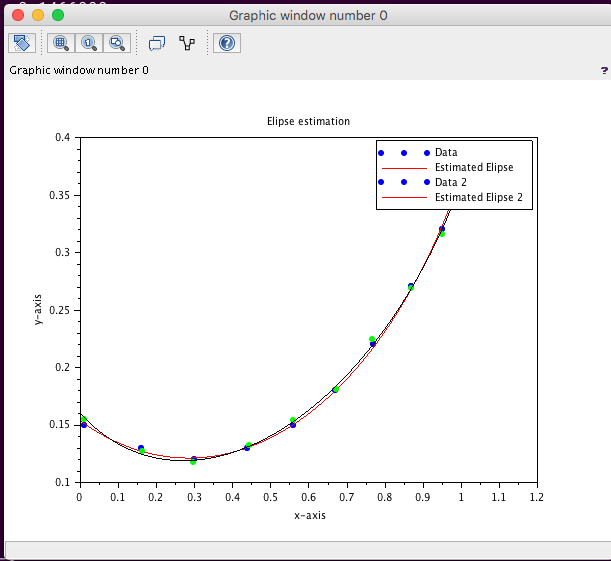 Graphic window number 0
Graphic window number 0
?
Elipse estimation
Data
Estimated Elipse
Data 2
Estimated Elipse 2
y-axis
0.4
0.35
0.3
0.25
0.2
0.15
0.1
0 0.1 0.2 0.3 0.4 0.5 0.6 0.7 0.8 0.9 1 1.1 1.2
x-axis